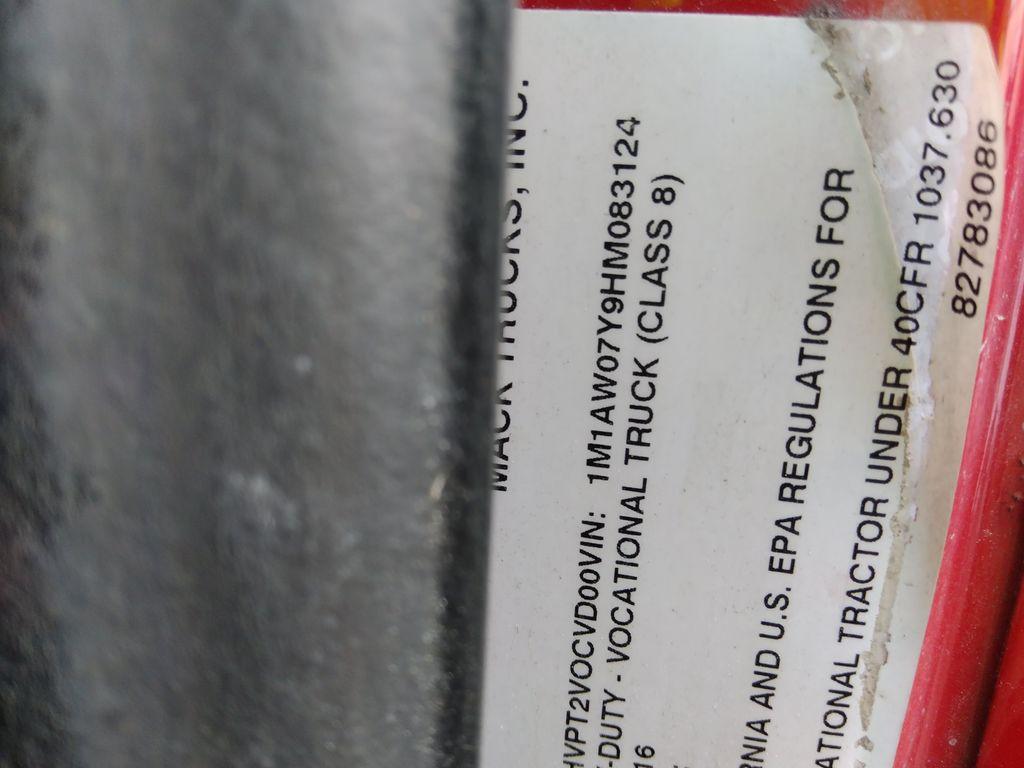 MACK TRUCKS, INC.
HVPT2VOCVD00VIN: 1M1AW07Y9HM083124
-DUTY - VOCATIONAL TRUCK (CLASS 8)
16
RNIA AND U.S. EPA REGULATIONS FOR
ATIONAL TRACTOR UNDER 40CFR 1037.630
82783086